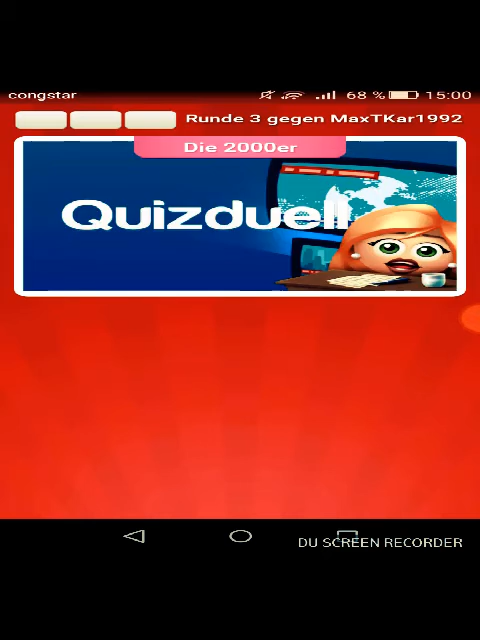 congstar 68 % 15:00
Runde 3 gegen MaxTKar1992
Die 2000er
Quizduell
DU SCREEN RECORDER